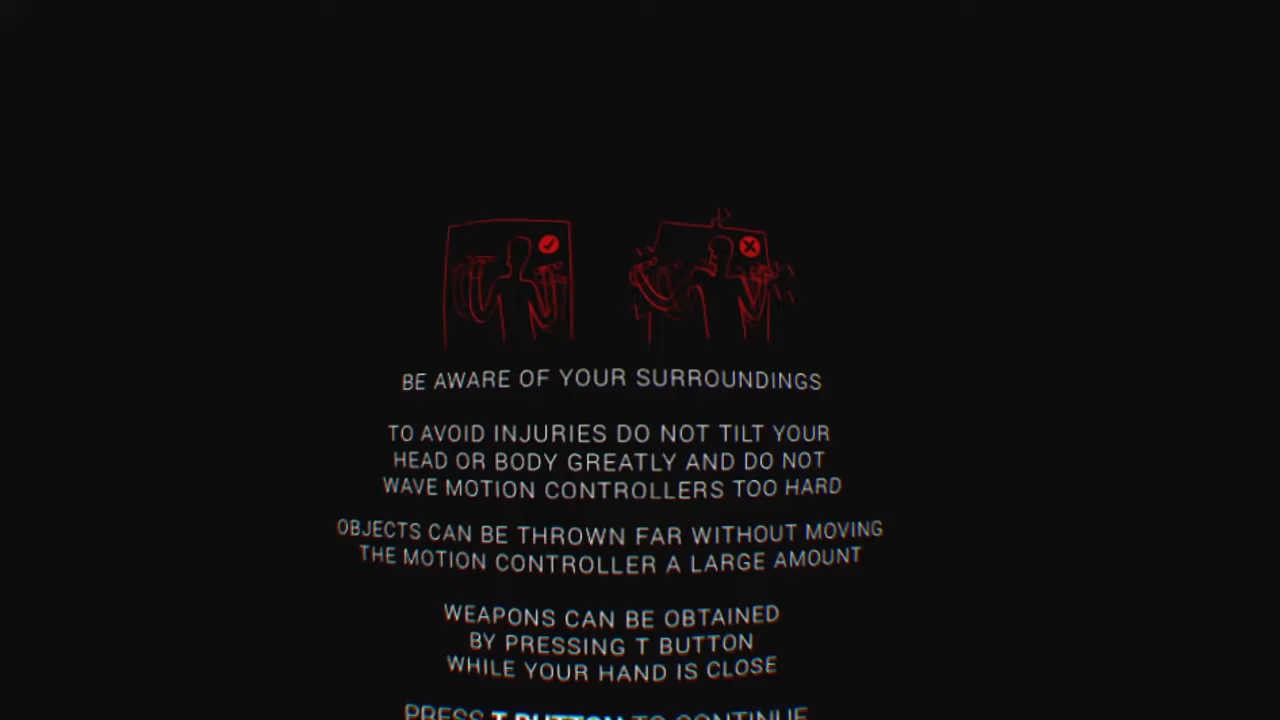 BE AWARE OF YOUR SURROUNDINGS
TO AVOID INJURIES DO NOT TILT YOUR
HEAD OR BODY GREATLY AND DO NOT
WAVE MOTION CONTROLLERS TOO HARD
OBJECTS CAN BE THROWN FAR WITHOUT MOVING
THE MOTION CONTROLLER A LARGE AMOUNT
WEAPONS CAN BE OBTAINED
BY PRESSING T BUTTON
WHILE YOUR HAND IS CLOSE
PRESS T BUTTON TO CONTINUE